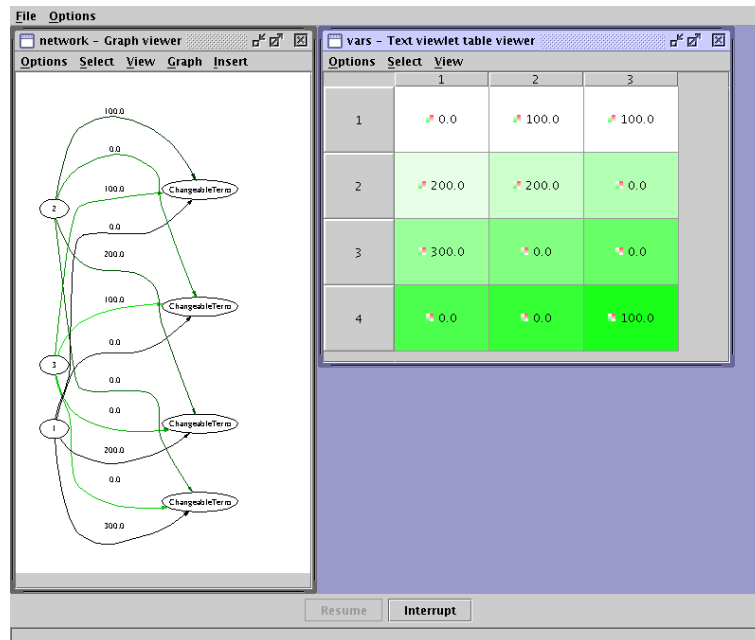 File Options
network - Graph viewer
Options Select View Graph Insert
100.0
0.0
100.0
ChangeableTerm
2
0.0
200.0
100.0
ChangeableTerm
0.0
3
0.0
0.0
ChangeableTerm
1
200.0
0.0
ChangeableTerm
300.0
vars - Text viewlet table viewer
Options Select View
1 2 3
1 0.0 100.0 100.0
2 200.0 200.0 0.0
3 300.0 0.0 0.0
4 0.0 0.0 100.0
Resume Interrupt